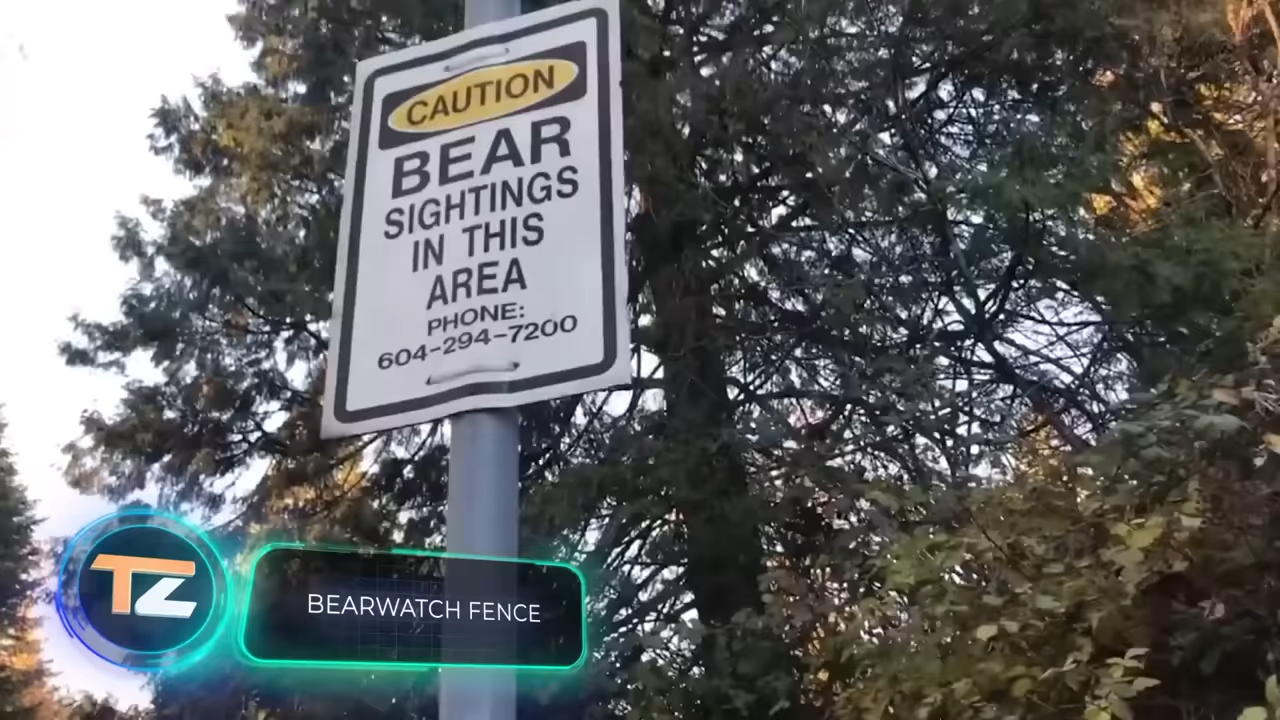 CAUTION
BEAR
SIGHTINGS
IN THIS
AREA
PHONE:
604-294-7200
TZ
BEARWATCH FENCE